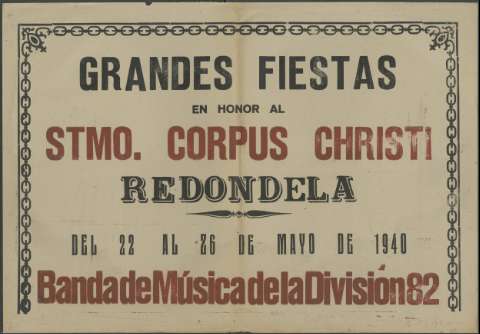 GRANDES FIESTAS
EN HONOR AL
STMO. CORPUS CHRISTI
REDONDELA
DEL 22 AL 26 DE MAYO DE 1940
Banda de Música de la División 82